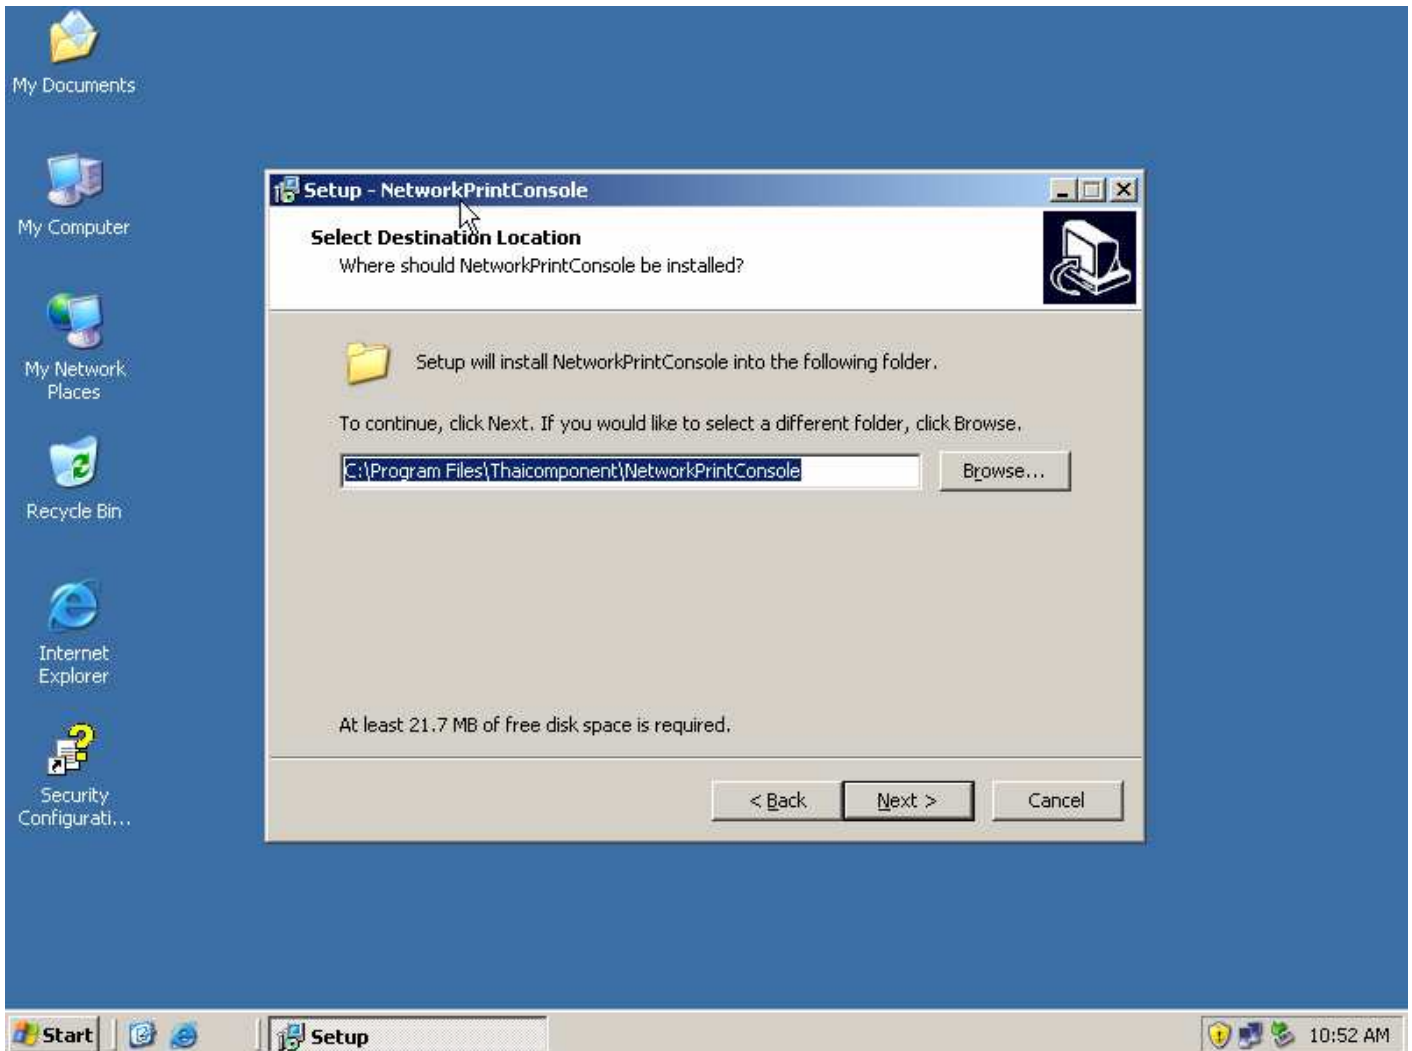 My Documents
My Computer
My Network
Places
Recycle Bin
Internet
Explorer
Security
Configurati...
Setup - NetworkPrintConsole
Select Destination Location
Where should NetworkPrintConsole be installed?
Setup will install NetworkPrintConsole into the following folder.
To continue, click Next. If you would like to select a different folder, click Browse.
C:\Program Files\Thaicomponent\NetworkPrintConsole
Browse...
At least 21.7 MB of free disk space is required.
< Back
Next >
Cancel
Start
Setup
10:52 AM